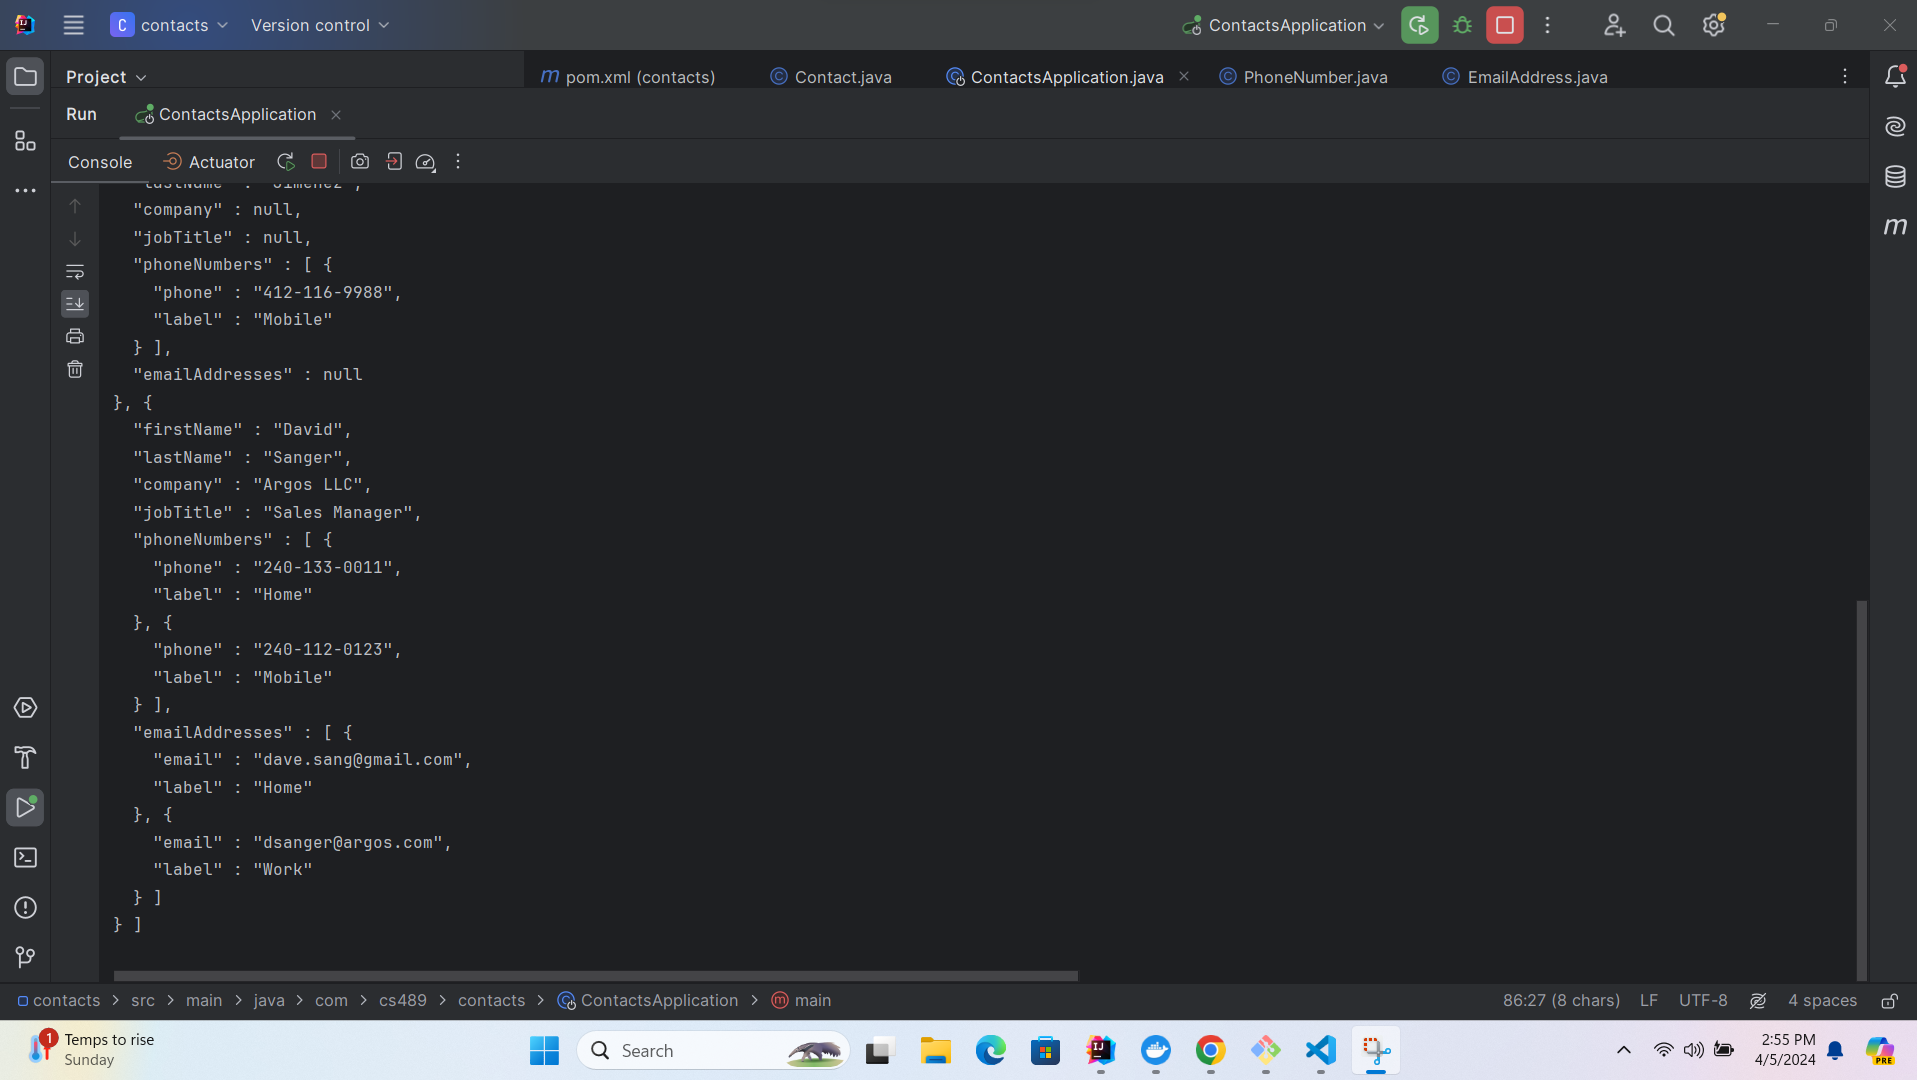 C contacts Version control ContactsApplication
Project pom.xml (contacts) Contact.java ContactsApplication.java PhoneNumber.java EmailAddress.java
Run ContactsApplication
Console Actuator
"lastName" : "Jimenez",
"company" : null,
"jobTitle" : null,
"phoneNumbers" : [ {
"phone" : "412-116-9988",
"label" : "Mobile"
} ],
"emailAddresses" : null
}, {
"firstName" : "David",
"lastName" : "Sanger",
"company" : "Argos LLC",
"jobTitle" : "Sales Manager",
"phoneNumbers" : [ {
"phone" : "240-133-0011",
"label" : "Home"
}, {
"phone" : "240-112-0123",
"label" : "Mobile"
} ],
"emailAddresses" : [ {
"email" : "dave.sang@gmail.com",
"label" : "Home"
}, {
"email" : "dsanger@argos.com",
"label" : "Work"
} ]
} ]
contacts > src > main > java > com > cs489 > contacts > ContactsApplication > main 86:27 (8 chars) LF UTF-8 4 spaces
1 Temps to rise
Sunday
Search
2:55 PM
4/5/2024
PRE